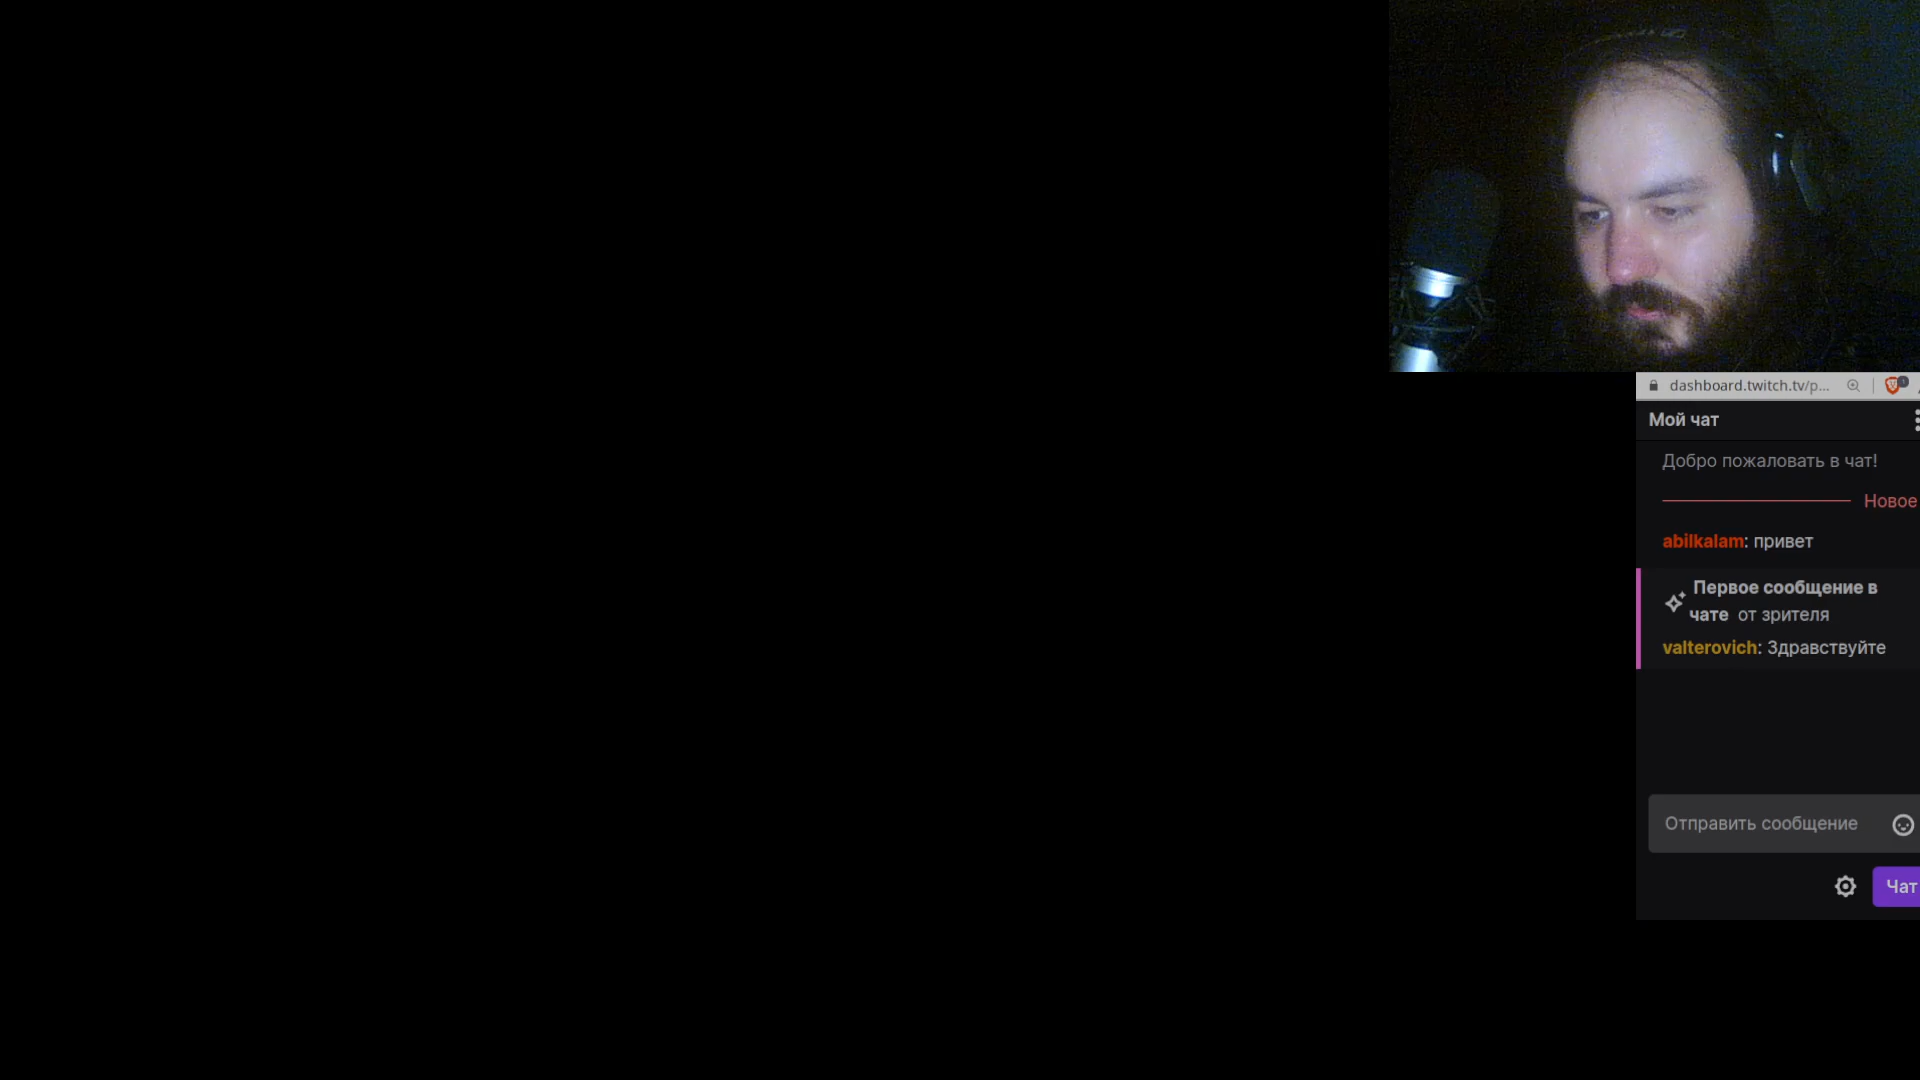 dashboard.twitch.tv/p...
Мой чат
Добро пожаловать в чат!
Новое
abilkalam: привет
Первое сообщение в
чате от зрителя
valterovich: Здравствуйте
Отправить сообщение
Чат